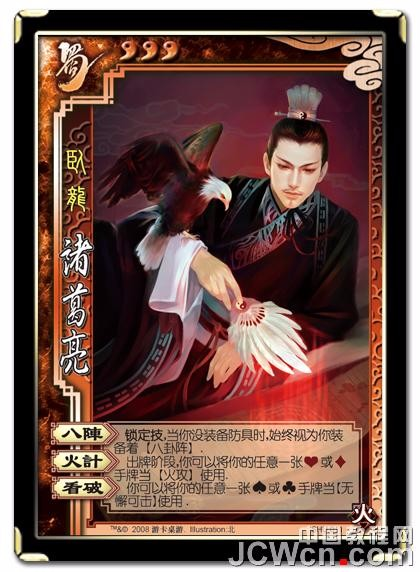 蜀
臥龍
諸葛亮
八陣
锁定技,当你没装备防具时,始终视为你装
备着【八卦阵】.
火計
出牌阶段,你可以将你的任意一张♥或♦
手牌当【火攻】使用.
看破
你可以将你的任意一张♠或♣手牌当【无
懈可击】使用.
™&© 2008 游卡桌游. Illustration:北
火
中国教程网
JCWcn.com